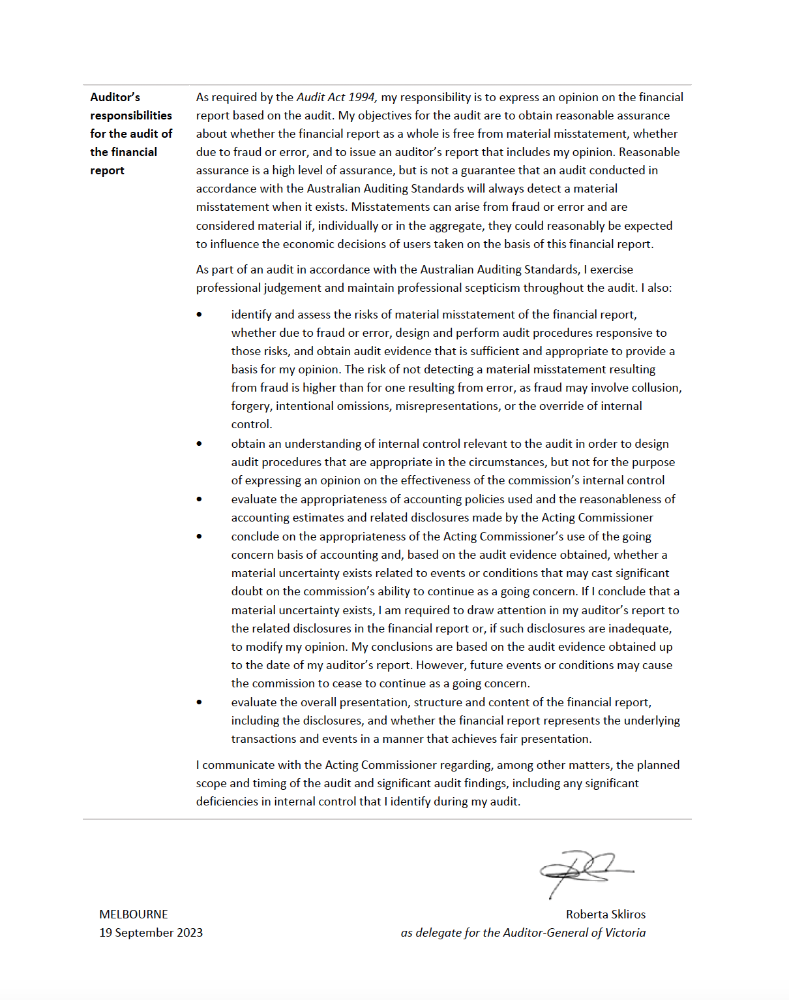 Auditor’s
responsibilities
for the audit of
the financial
report
As required by the Audit Act 1994, my responsibility is to express an opinion on the financial
report based on the audit. My objectives for the audit are to obtain reasonable assurance
about whether the financial report as a whole is free from material misstatement, whether
due to fraud or error, and to issue an auditor’s report that includes my opinion. Reasonable
assurance is a high level of assurance, but is not a guarantee that an audit conducted in
accordance with the Australian Auditing Standards will always detect a material
misstatement when it exists. Misstatements can arise from fraud or error and are
considered material if, individually or in the aggregate, they could reasonably be expected
to influence the economic decisions of users taken on the basis of this financial report.
As part of an audit in accordance with the Australian Auditing Standards, I exercise
professional judgement and maintain professional scepticism throughout the audit. I also:
• identify and assess the risks of material misstatement of the financial report,
whether due to fraud or error, design and perform audit procedures responsive to
those risks, and obtain audit evidence that is sufficient and appropriate to provide a
basis for my opinion. The risk of not detecting a material misstatement resulting
from fraud is higher than for one resulting from error, as fraud may involve collusion,
forgery, intentional omissions, misrepresentations, or the override of internal
control.
• obtain an understanding of internal control relevant to the audit in order to design
audit procedures that are appropriate in the circumstances, but not for the purpose
of expressing an opinion on the effectiveness of the commission’s internal control
• evaluate the appropriateness of accounting policies used and the reasonableness of
accounting estimates and related disclosures made by the Acting Commissioner
• conclude on the appropriateness of the Acting Commissioner’s use of the going
concern basis of accounting and, based on the audit evidence obtained, whether a
material uncertainty exists related to events or conditions that may cast significant
doubt on the commission’s ability to continue as a going concern. If I conclude that a
material uncertainty exists, I am required to draw attention in my auditor’s report to
the related disclosures in the financial report or, if such disclosures are inadequate,
to modify my opinion. My conclusions are based on the audit evidence obtained up
to the date of my auditor’s report. However, future events or conditions may cause
the commission to cease to continue as a going concern.
• evaluate the overall presentation, structure and content of the financial report,
including the disclosures, and whether the financial report represents the underlying
transactions and events in a manner that achieves fair presentation.
I communicate with the Acting Commissioner regarding, among other matters, the planned
scope and timing of the audit and significant audit findings, including any significant
deficiencies in internal control that I identify during my audit.
MELBOURNE
19 September 2023
Roberta Skliros
as delegate for the Auditor-General of Victoria